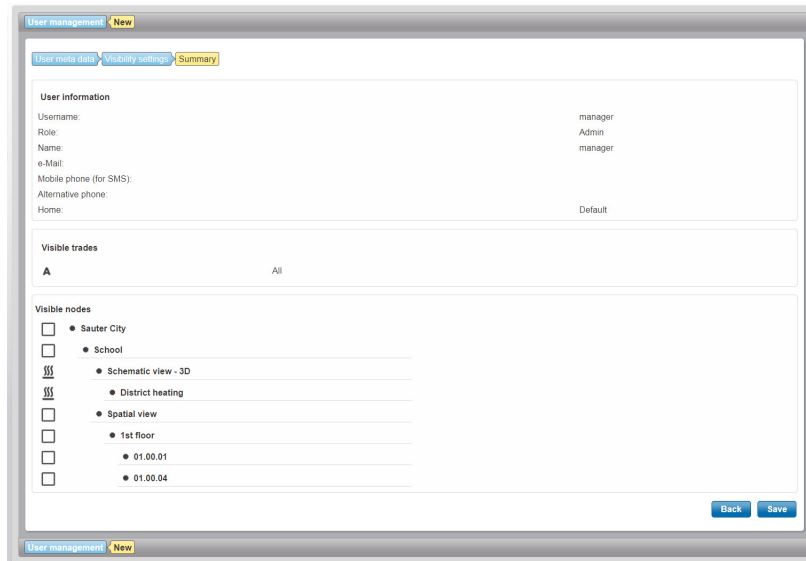 User management New
User meta data Visibility settings Summary
User information
Username: manager
Role: Admin
Name: manager
e-Mail:
Mobile phone (for SMS):
Alternative phone:
Home: Default
Visible trades
A All
Visible nodes
Sauter City
School
Schematic view - 3D
District heating
Spatial view
1st floor
01.00.01
01.00.04
Back Save
User management New